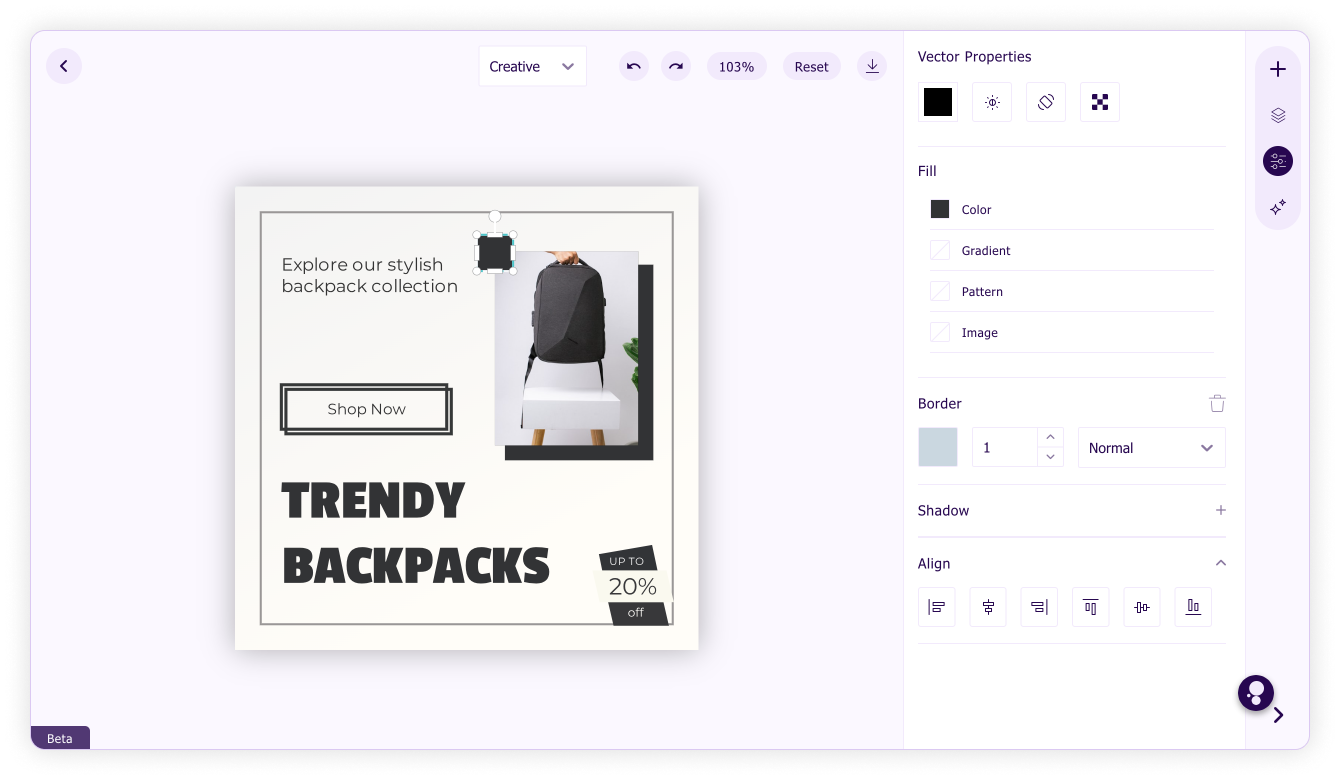 Creative
103%
Reset
Explore our stylish
backpack collection
Shop Now
TRENDY
BACKPACKS
UP TO
20%
off
Beta
Vector Properties
Fill
Color
Gradient
Pattern
Image
Border
1
Normal
Shadow
Align